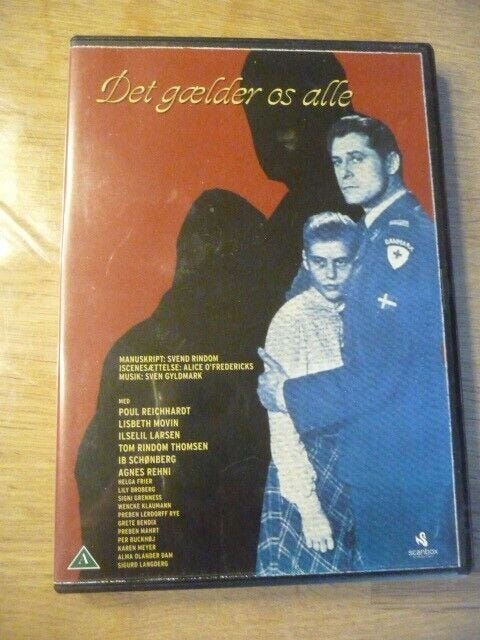 Det gælder os alle
DANMARK
MANUSKRIPT: SVEND RINDOM
ISCENESÆTTELSE: ALICE O'FREDERICKS
MUSIK: SVEN GYLDMARK
MED
POUL REICHHARDT
LISBETH MOVIN
ILSELIL LARSEN
TOM RINDOM THOMSEN
IB SCHØNBERG
AGNES REHNI
HELGA FRIER
LILY BROBERG
SIGNI GRENNESS
WENCKE KLAUMANN
PREBEN LERDORFF RYE
GRETE BENDIX
PREBEN MAHRT
PER BUCKHØJ
KAREN MEYER
ALMA OLANDER DAM
SIGURD LANGBERG
A
scanbox